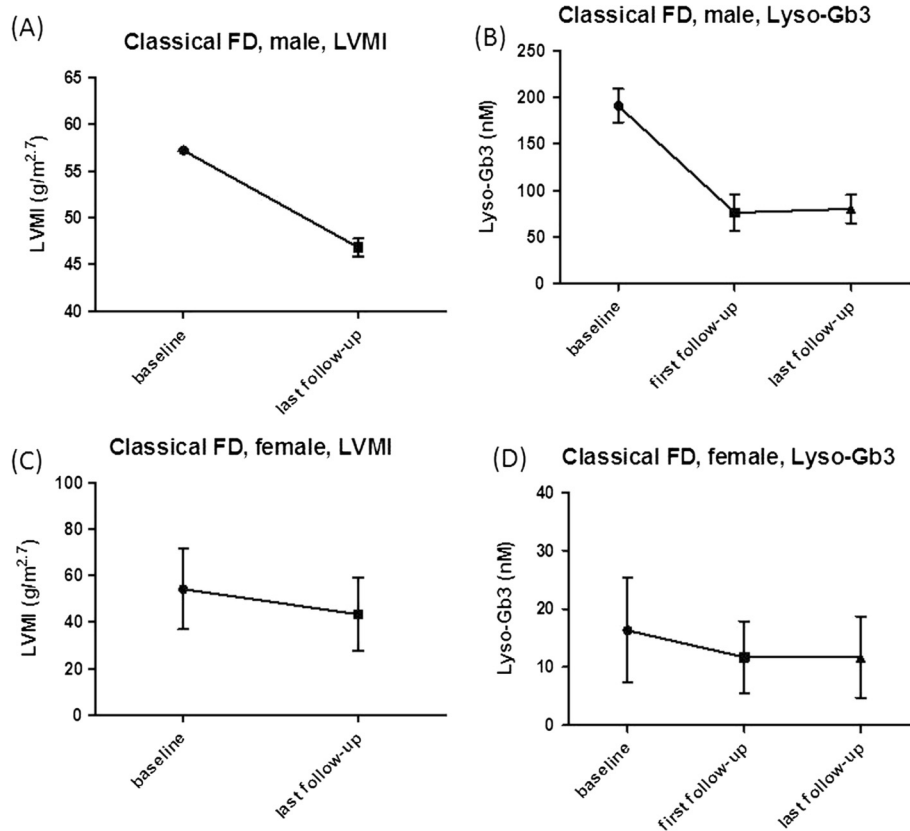 (A)
Classical FD, male, LVMI
LVMI (g/m^2.7)
65
60
55
50
45
40
baseline
last follow-up
(B)
Classical FD, male, Lyso-Gb3
Lyso-Gb3 (nM)
250
200
150
100
50
0
baseline
first follow-up
last follow-up
(C)
Classical FD, female, LVMI
LVMI (g/m^2.7)
100
80
60
40
20
0
baseline
last follow-up
(D)
Classical FD, female, Lyso-Gb3
Lyso-Gb3 (nM)
40
30
20
10
0
baseline
first follow-up
last follow-up